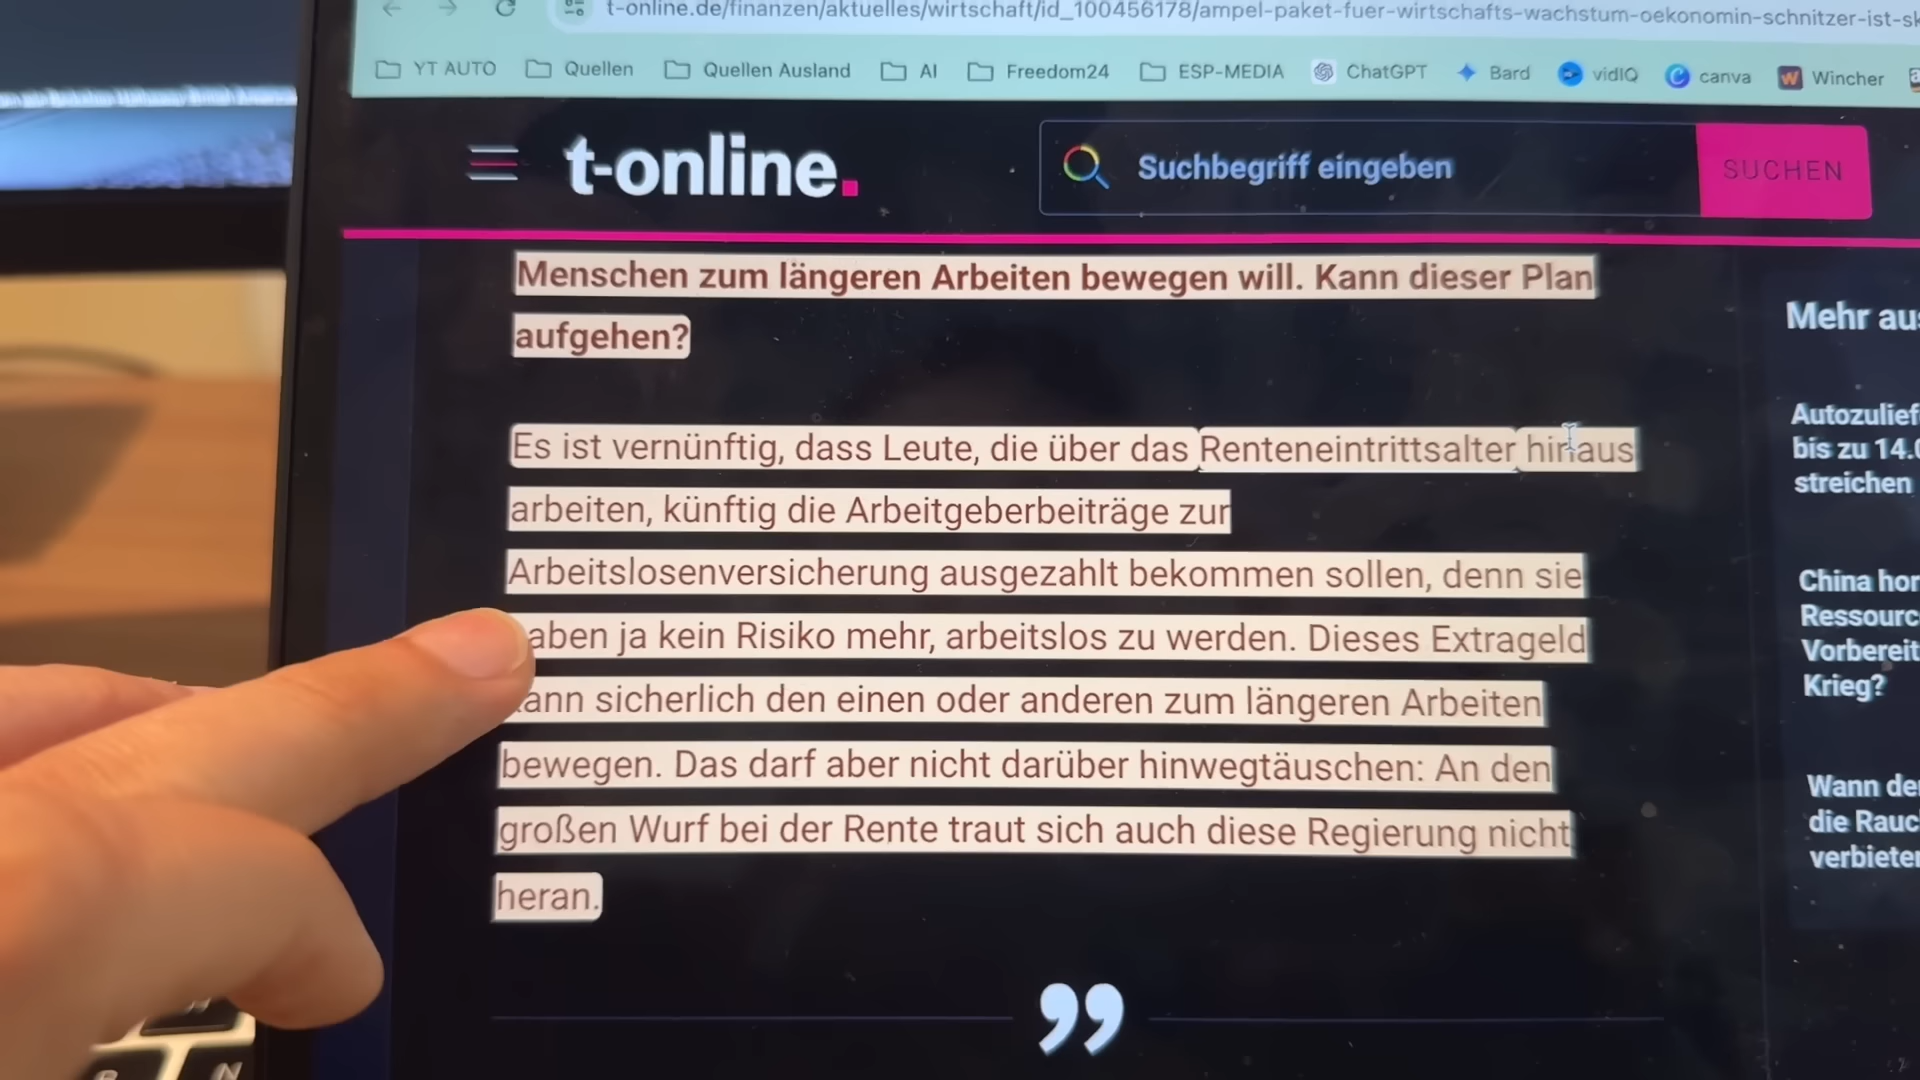 t-online.de/finanzen/aktuelles/wirtschaft/id_100456178/ampel-paket-fuer-wirtschafts-wachstum-oekonomin-schnitzer-ist-sk
YT AUTO Quellen Quellen Ausland AI Freedom24 ESP-MEDIA ChatGPT Bard vidIQ canva Wincher
t-online. Suchbegriff eingeben SUCHEN
Menschen zum längeren Arbeiten bewegen will. Kann dieser Plan
aufgehen?
Es ist vernünftig, dass Leute, die über das Renteneintrittsalter hinaus
arbeiten, künftig die Arbeitgeberbeiträge zur
Arbeitslosenversicherung ausgezahlt bekommen sollen, denn sie
aben ja kein Risiko mehr, arbeitslos zu werden. Dieses Extrageld
ann sicherlich den einen oder anderen zum längeren Arbeiten
bewegen. Das darf aber nicht darüber hinwegtäuschen: An den
großen Wurf bei der Rente traut sich auch diese Regierung nicht
heran.
”
Mehr aus
Autozulief
bis zu 14.0
streichen
China hor
Ressourc
Vorbereit
Krieg?
Wann der
die Rauc
verbieten
N